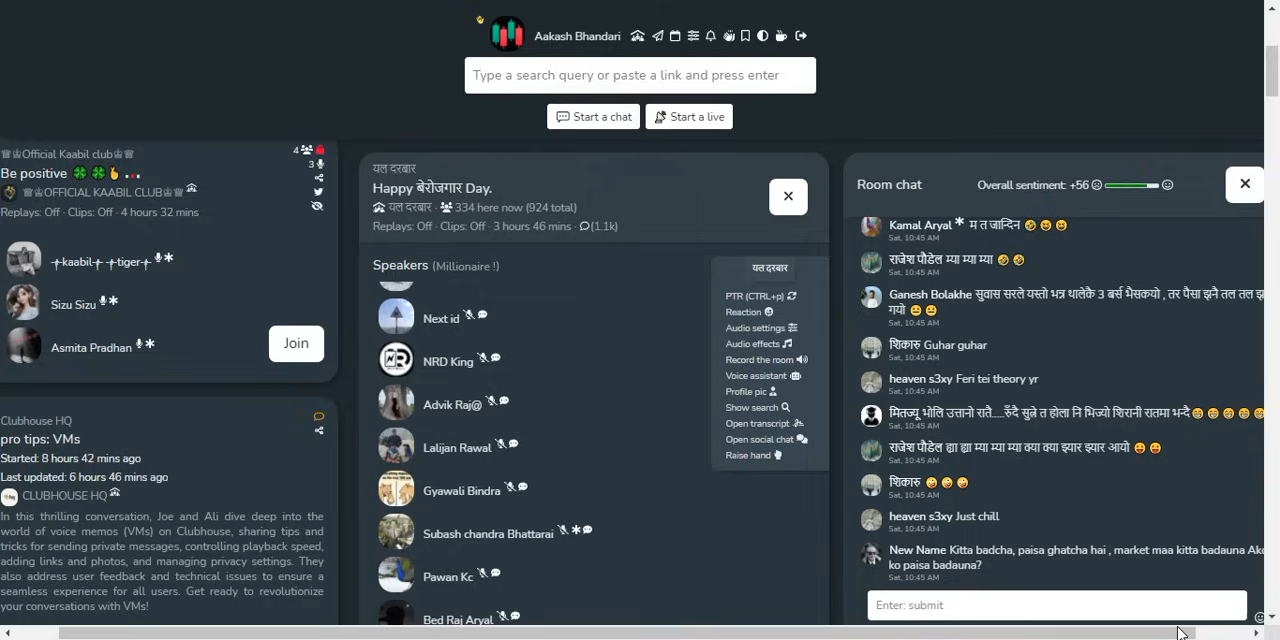 Aakash Bhandari
Type a search query or paste a link and press enter
Start a chat
Start a live
♕♔Official Kaabil club♔♕
4
Be positive 🍀🍀
3
♕♔OFFICIAL KAABIL CLUB♔♕
Replays: Off · Clips: Off · 4 hours 32 mins
kaabil tiger
Sizu Sizu
Asmita Pradhan
Join
Clubhouse HQ
pro tips: VMs
Started: 8 hours 42 mins ago
Last updated: 6 hours 46 mins ago
CLUBHOUSE HQ
In this thrilling conversation, Joe and Ali dive deep into the
world of voice memos (VMs) on Clubhouse, sharing tips and
tricks for sending private messages, controlling playback speed,
adding links and photos, and managing privacy settings. They
also address user feedback and technical issues to ensure a
seamless experience for all users. Get ready to revolutionize
your conversations with VMs!
यल दरबार
Happy बेरोजगार Day.
यल दरबार · 334 here now (924 total)
Replays: Off · Clips: Off · 3 hours 46 mins · (1.1k)
Speakers (Millionaire !)
Next id
NRD King
Advik Raj@
Lalijan Rawal
Gyawali Bindra
Subash chandra Bhattarai
Pawan Kc
Bed Raj Aryal
यल दरबार
PTR (CTRL+p)
Reaction
Audio settings
Audio effects
Record the room
Voice assistant
Profile pic
Show search
Open transcript
Open social chat
Raise hand
Room chat
Overall sentiment: +56
Kamal Aryal * म त जान्दिन 🤣😆😆
Sat, 10:45 AM
राजेश पौडेल म्या म्या म्या 🤣🤣
Sat, 10:45 AM
Ganesh Bolakhe सुवास सरले यस्तो भन्न थालेकै 3 बर्स भैसकयो , तर पैसा झनै तल तल
गयो 😆😆
Sat, 10:45 AM
शिकारु Guhar guhar
Sat, 10:45 AM
heaven s3xy Feri tei theory yr
Sat, 10:45 AM
मितज्यू भोलि उत्तानो रातै.....रुँदै सुन्ने त होला नि भिज्यो शिरानी रातमा भन्दै😁😁😁😁😁
Sat, 10:45 AM
राजेश पौडेल ह्या ह्या म्या म्या म्या क्या क्या झ्यार झ्यार आयो 😛😛
Sat, 10:45 AM
शिकारु 🤪🤪🤪
Sat, 10:45 AM
heaven s3xy Just chill
Sat, 10:45 AM
New Name Kitta badcha, paisa ghatcha hai , market maa kitta badauna
ko paisa badauna?
Sat, 10:45 AM
Enter: submit